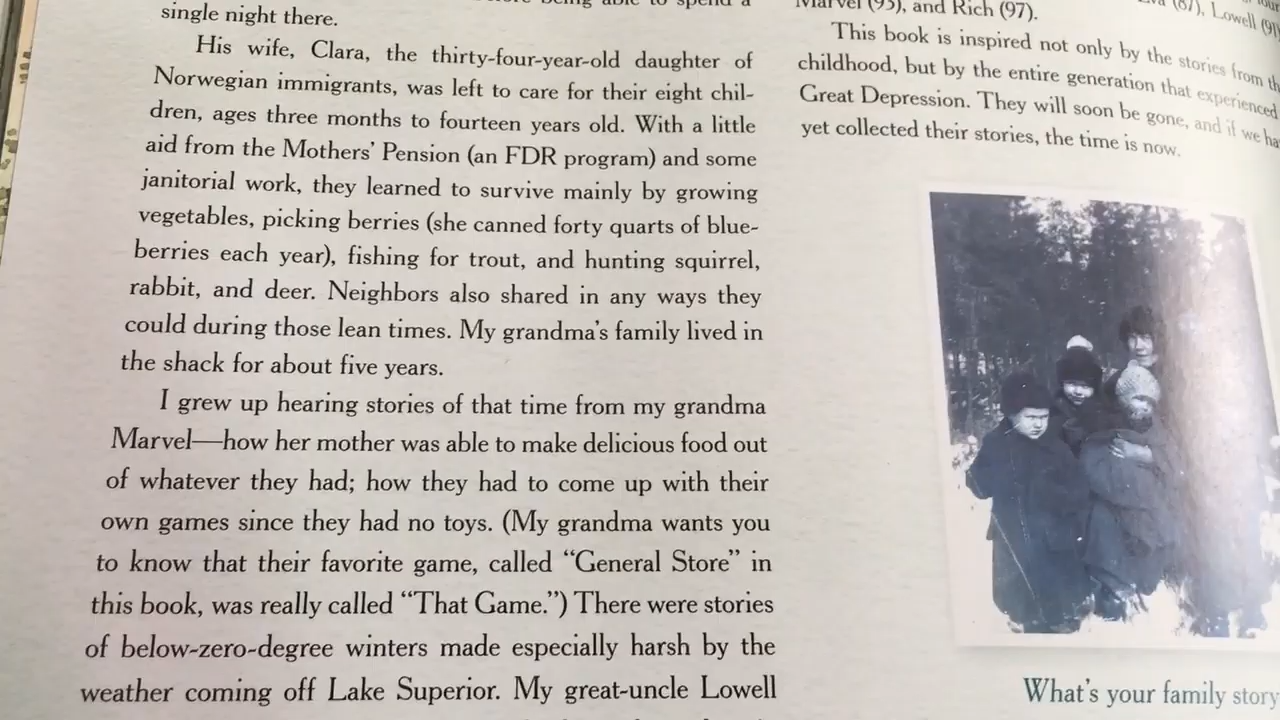 being able to spend a
single night there.
His wife, Clara, the thirty-four-year-old daughter of
Norwegian immigrants, was left to care for their eight chil-
dren, ages three months to fourteen years old. With a little
aid from the Mothers' Pension (an FDR program) and some
janitorial work, they learned to survive mainly by growing
vegetables, picking berries (she canned forty quarts of blue-
berries each year), fishing for trout, and hunting squirrel,
rabbit, and deer. Neighbors also shared in any ways they
could during those lean times. My grandma's family lived in
the shack for about five years.
I grew up hearing stories of that time from my grandma
Marvel—how her mother was able to make delicious food out
of whatever they had; how they had to come up with their
own games since they had no toys. (My grandma wants you
to know that their favorite game, called “General Store” in
this book, was really called “That Game.”) There were stories
of below-zero-degree winters made especially harsh by the
weather coming off Lake Superior. My great-uncle Lowell
(87), Lowell (91)
Marvel (93), and Rich (97).
This book is inspired not only by the stories from
childhood, but by the entire generation that experienced
Great Depression. They will soon be gone, and if we
yet collected their stories, the time is now.
What's your family story